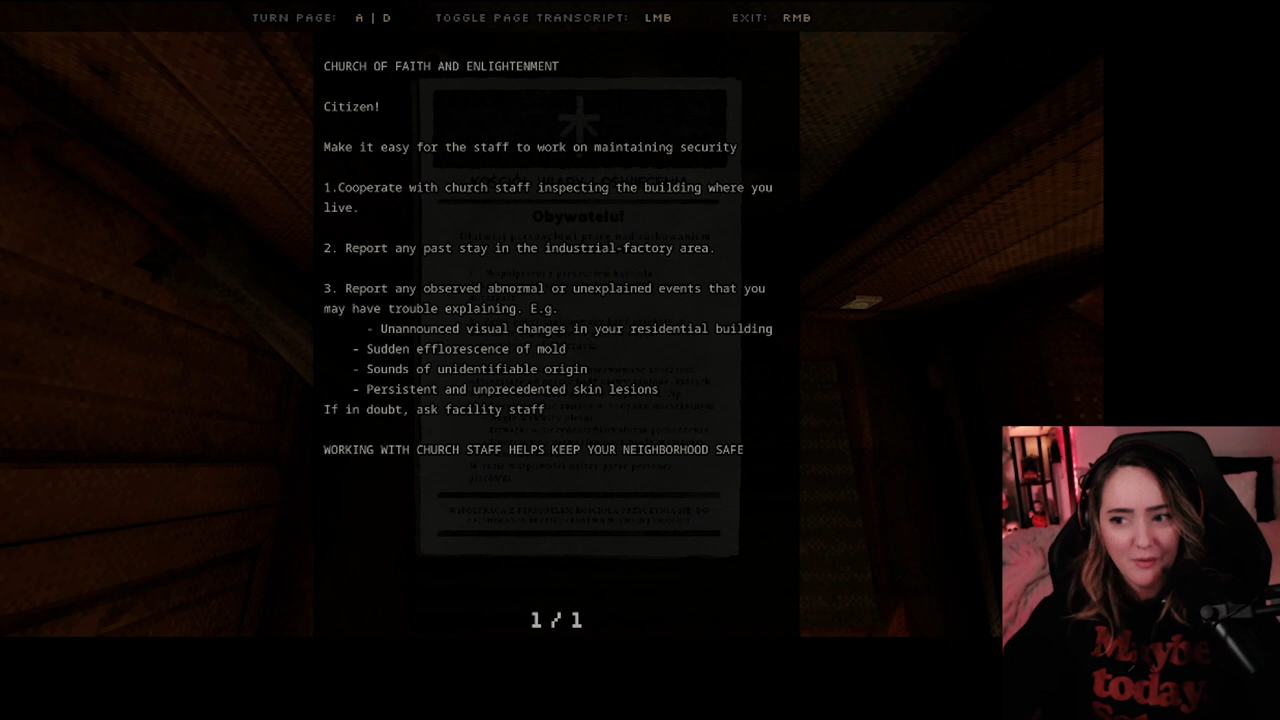 TURN PAGE: A | D TOGGLE PAGE TRANSCRIPT: LMB EXIT: RMB
CHURCH OF FAITH AND ENLIGHTENMENT
Citizen!
Make it easy for the staff to work on maintaining security
1.Cooperate with church staff inspecting the building where you
live.
2. Report any past stay in the industrial-factory area.
3. Report any observed abnormal or unexplained events that you
may have trouble explaining. E.g.
- Unannounced visual changes in your residential building
- Sudden efflorescence of mold
- Sounds of unidentifiable origin
- Persistent and unprecedented skin lesions
If in doubt, ask facility staff
WORKING WITH CHURCH STAFF HELPS KEEP YOUR NEIGHBORHOOD SAFE
Obywatelu!
1 / 1
Maybe
today